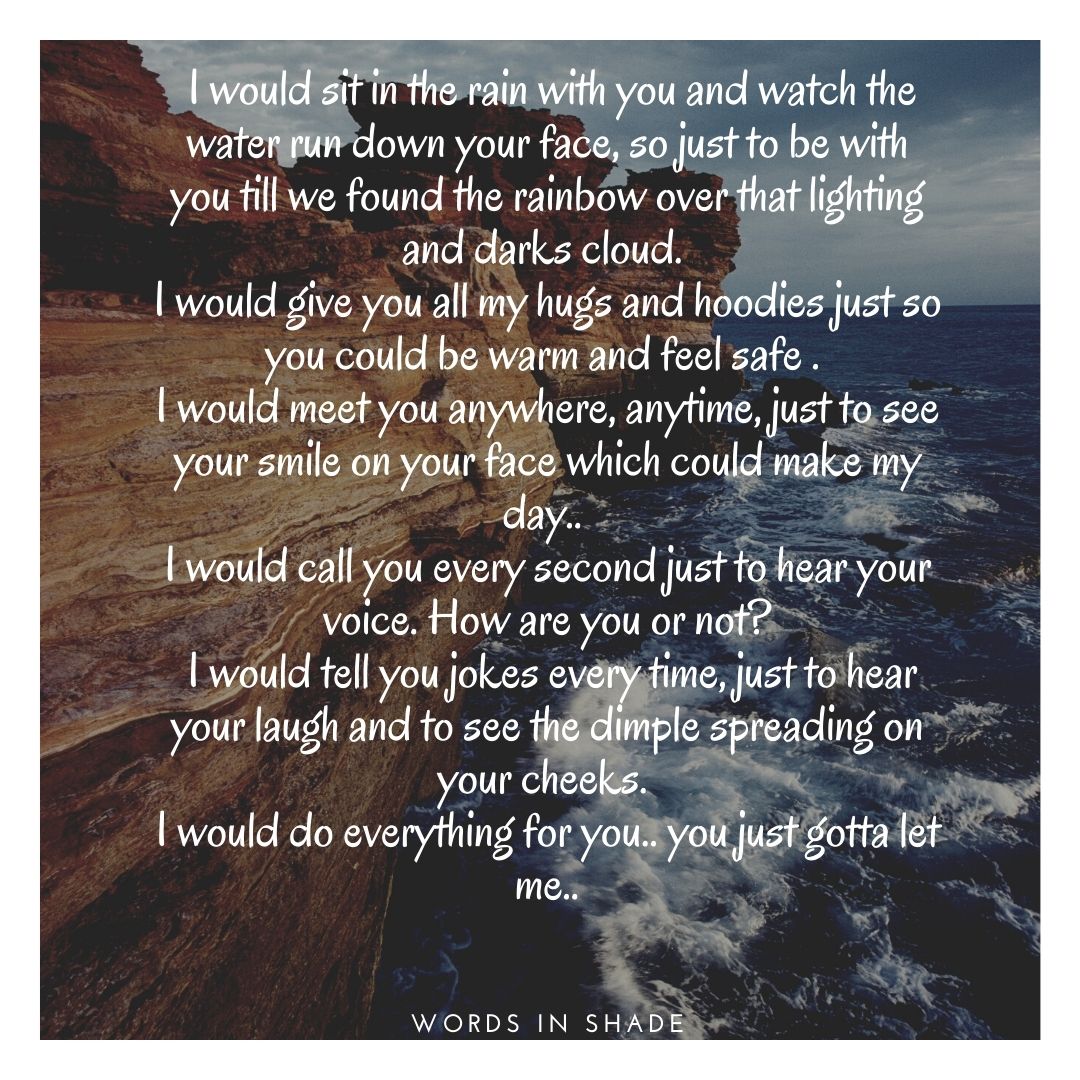 I would sit in the rain with you and watch the
water run down your face, so just to be with
you till we found the rainbow over that lighting
and darks cloud.
I would give you all my hugs and hoodies just so
you could be warm and feel safe .
I would meet you anywhere, anytime, just to see
your smile on your face which could make my
day..
I would call you every second just to hear your
voice. How are you or not?
I would tell you jokes every time, just to hear
your laugh and to see the dimple spreading on
your cheeks.
I would do everything for you.. you just gotta let
me..
WORDS IN SHADE